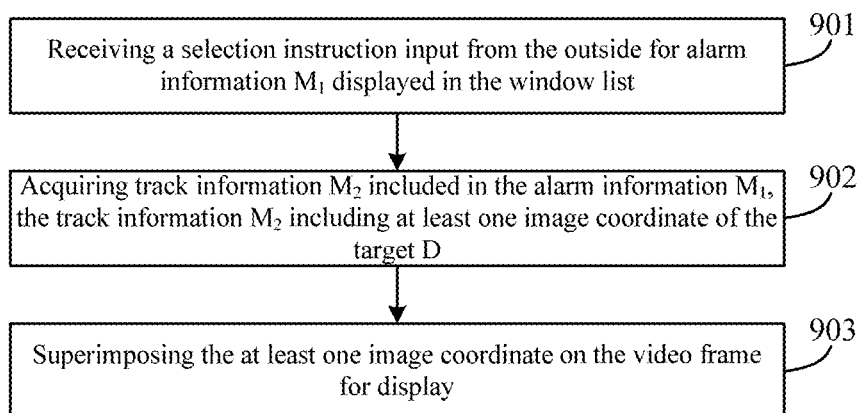 901
Receiving a selection instruction input from the outside for alarm
information M₁ displayed in the window list
902
Acquiring track information M₂ included in the alarm information M₁,
the track information M₂ including at least one image coordinate of the
target D
903
Superimposing the at least one image coordinate on the video frame
for display